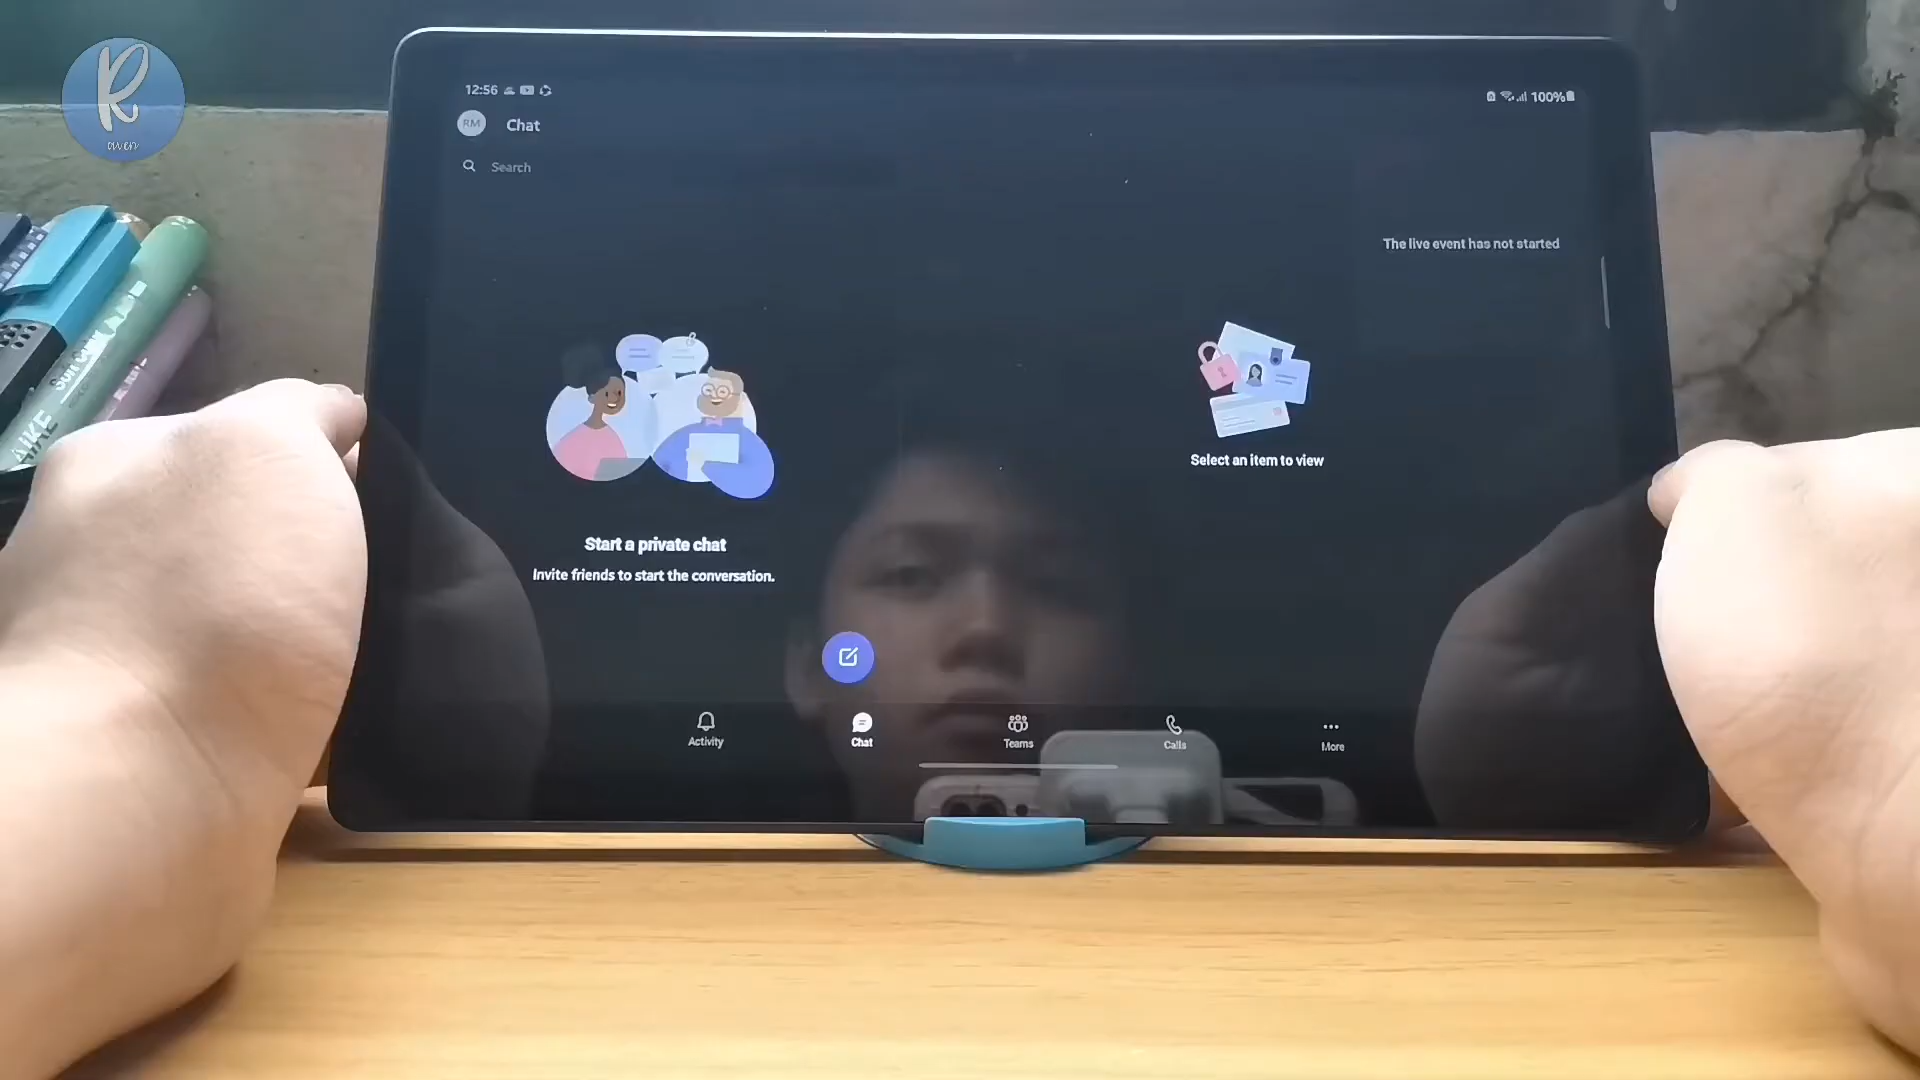 R
owen
12:56
100%
RM
Chat
Search
The live event has not started
Select an item to view
Start a private chat
Invite friends to start the conversation.
Activity
Chat
Teams
Calls
More